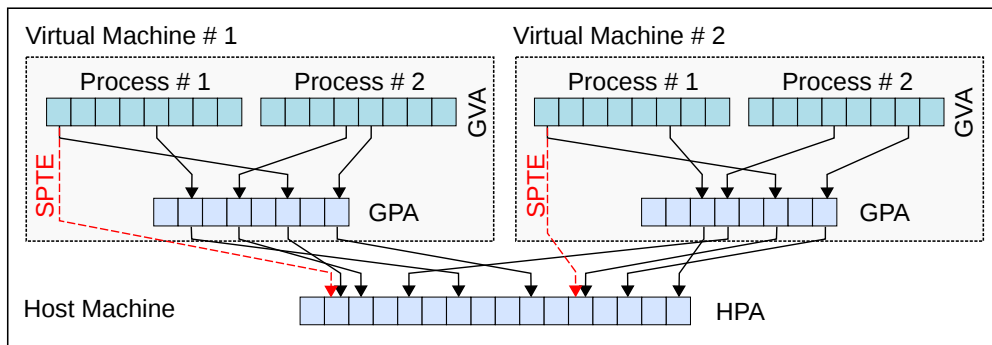 Virtual Machine # 1
Virtual Machine # 2
Process # 1
Process # 2
GVA
Process # 1
Process # 2
GVA
SPTE
SPTE
GPA
GPA
Host Machine
HPA